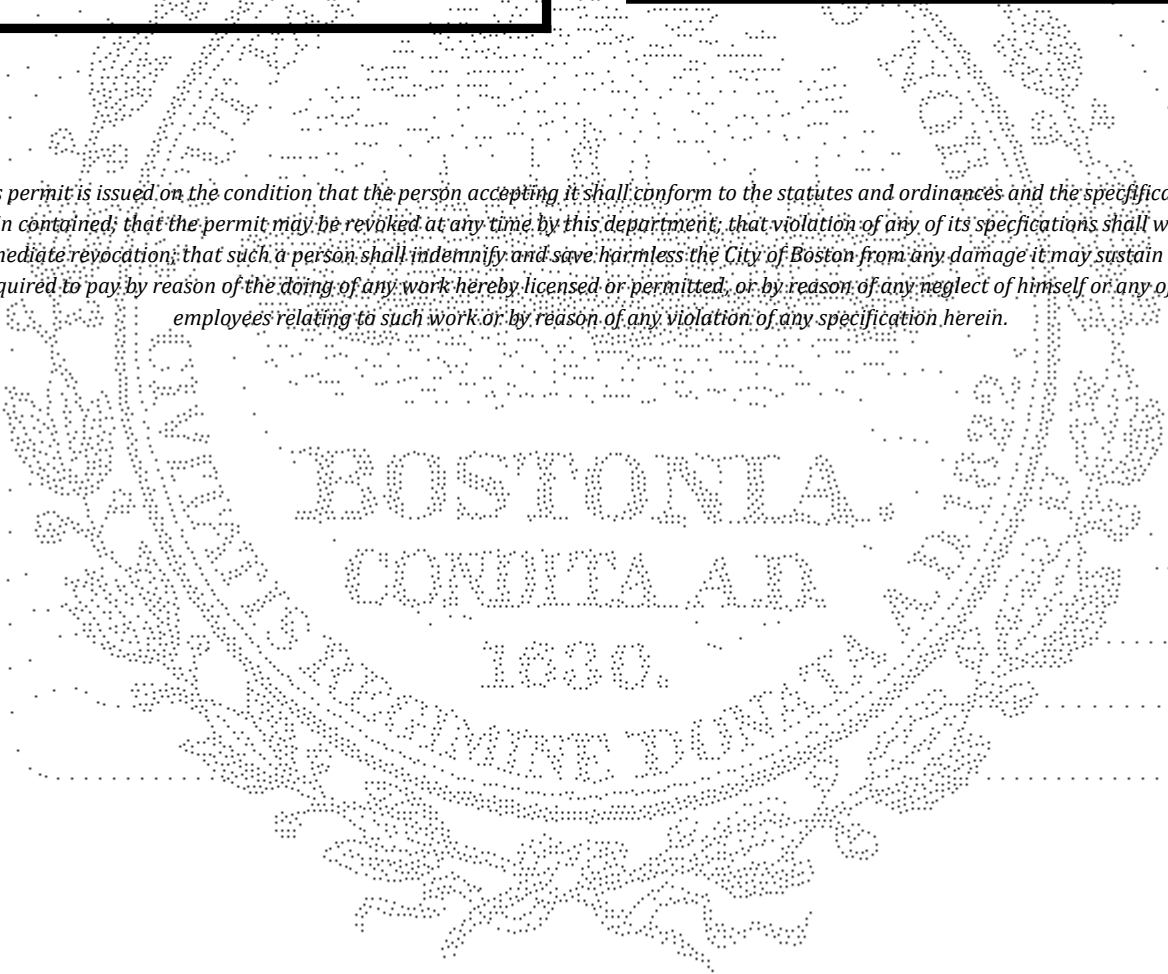 permit is issued on the condition that the person accepting it shall conform to the statutes and ordinances and the specfifica
contained; that the permit may be revoked at any time by this department; that violation of any of its specfications shall w
mediate revocation; that such a person shall indemnify and save harmless the City of Boston from any damage it may sustain
quired to pay by reason of the doing of any work hereby licensed or permitted, or by reason of any neglect of himself or any o
employees relating to such work or by reason of any violation of any specification herein.
BOSTONIA.
CONDITA A.D.
1630.
CIVITATIS REGIMINE DONATA A.D.